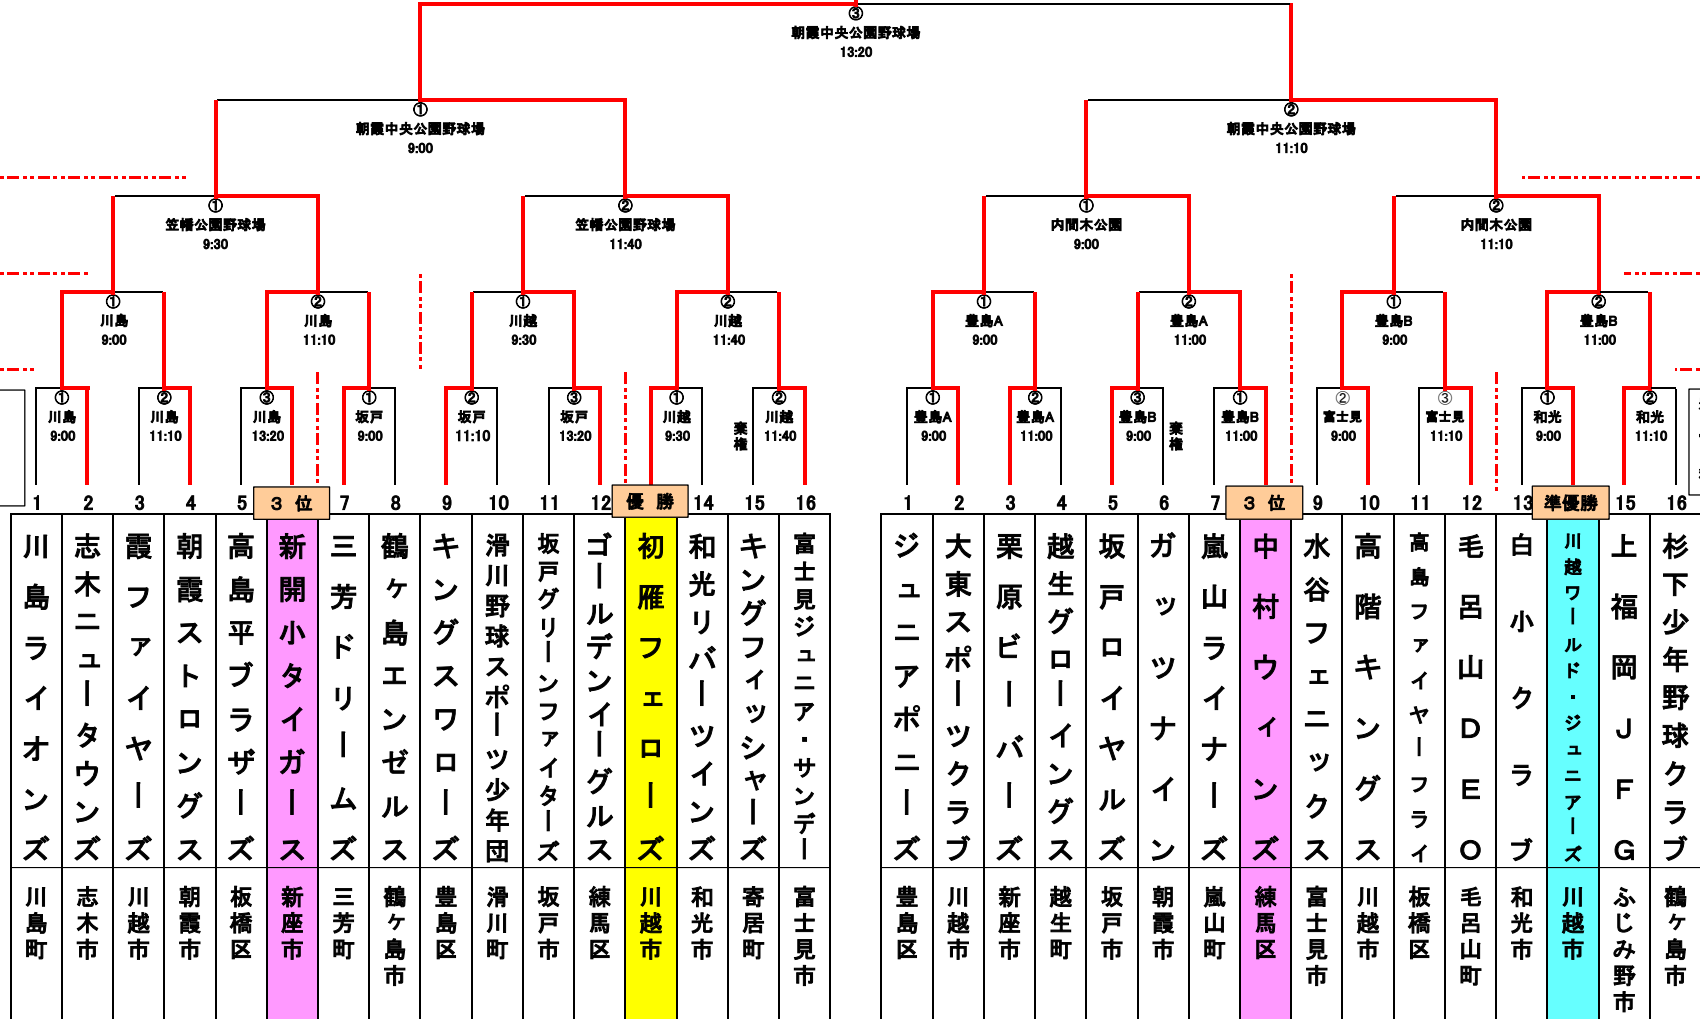 ③
朝霞中央公園野球場
13:20
①
朝霞中央公園野球場
9:00
②
朝霞中央公園野球場
11:10
①
笠幡公園野球場
9:30
②
笠幡公園野球場
11:40
①
内間木公園
9:00
②
内間木公園
11:10
①
川島
9:00
②
川島
11:10
①
川越
9:30
②
川越
11:40
①
豊島A
9:00
②
豊島A
11:00
①
豊島B
9:00
②
豊島B
11:00
①
川島
9:00
②
川島
11:10
③
川島
13:20
①
坂戸
9:00
②
坂戸
11:10
③
坂戸
13:20
①
川越
9:30
棄権
②
川越
11:40
①
豊島A
9:00
②
豊島A
11:00
③
豊島B
9:00
棄権
①
豊島B
11:00
②
富士見
9:00
③
富士見
11:10
①
和光
9:00
②
和光
11:10
1
川島ライオンズ
川島町
2
志木ニュータウンズ
志木市
3
霞ファイヤーズ
川越市
4
朝霞ストロングス
朝霞市
5
高島平ブラザーズ
板橋区
3 位
新開小タイガース
新座市
7
三芳ドリームズ
三芳町
8
鶴ヶ島エンゼルス
鶴ヶ島市
9
キングスワローズ
豊島区
10
滑川野球スポーツ少年団
滑川町
11
坂戸グリーンファイターズ
坂戸市
12
ゴールデンイーグルス
練馬区
優 勝
初雁フェローズ
川越市
14
和光リバーツインズ
和光市
15
キングフィッシャーズ
寄居町
16
富士見ジュニア・サンデー
富士見市
1
ジュニアポニーズ
豊島区
2
大東スポーツクラブ
川越市
3
栗原ビーバーズ
新座市
4
越生グローイングス
越生町
5
坂戸ロイヤルズ
坂戸市
6
ガッツナイン
朝霞市
7
嵐山ライナーズ
嵐山町
3 位
中村ウィンズ
練馬区
9
水谷フェニックス
富士見市
10
高階キングス
川越市
11
高島ファイヤーフライ
板橋区
12
毛呂山DEO
毛呂山町
13
白小クラブ
和光市
準優勝
川越ワールド・ジュニアーズ
川越市
15
上福岡JFG
ふじみ野市
16
杉下少年野球クラブ
鶴ヶ島市